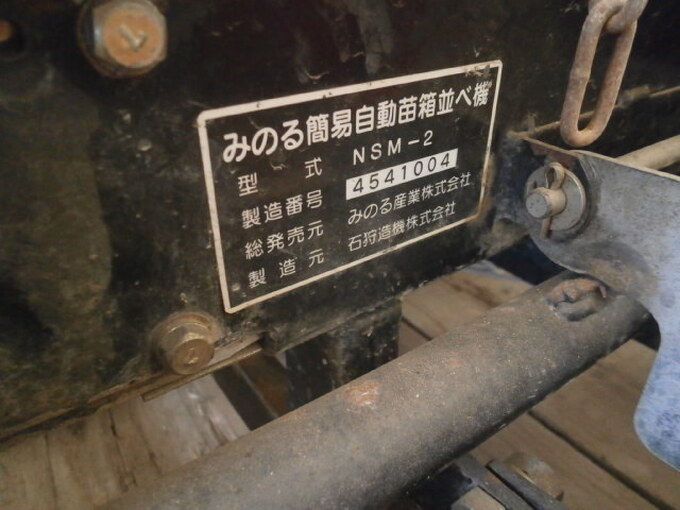 みのる簡易自動苗箱並べ機
型式 NSM-2
製造番号 4541004
総発売元 みのる産業株式会社
製造元 石狩造機株式会社